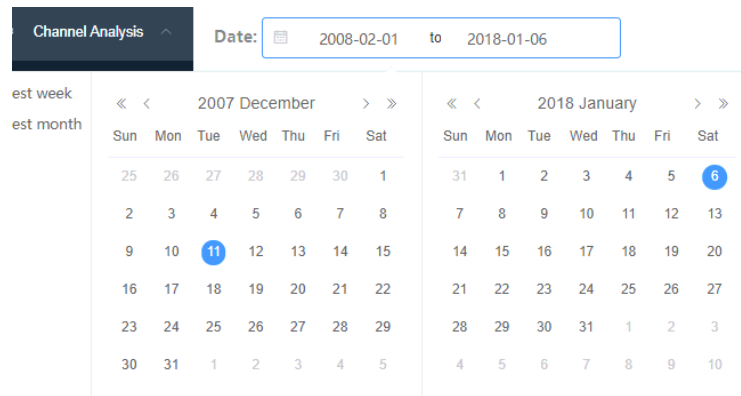 Channel Analysis
Date: 2008-02-01 to 2018-01-06
est week
est month
« < 2007 December > »
Sun Mon Tue Wed Thu Fri Sat
25 26 27 28 29 30 1
2 3 4 5 6 7 8
9 10 11 12 13 14 15
16 17 18 19 20 21 22
23 24 25 26 27 28 29
30 31 1 2 3 4 5
« < 2018 January > »
Sun Mon Tue Wed Thu Fri Sat
31 1 2 3 4 5 6
7 8 9 10 11 12 13
14 15 16 17 18 19 20
21 22 23 24 25 26 27
28 29 30 31 1 2 3
4 5 6 7 8 9 10